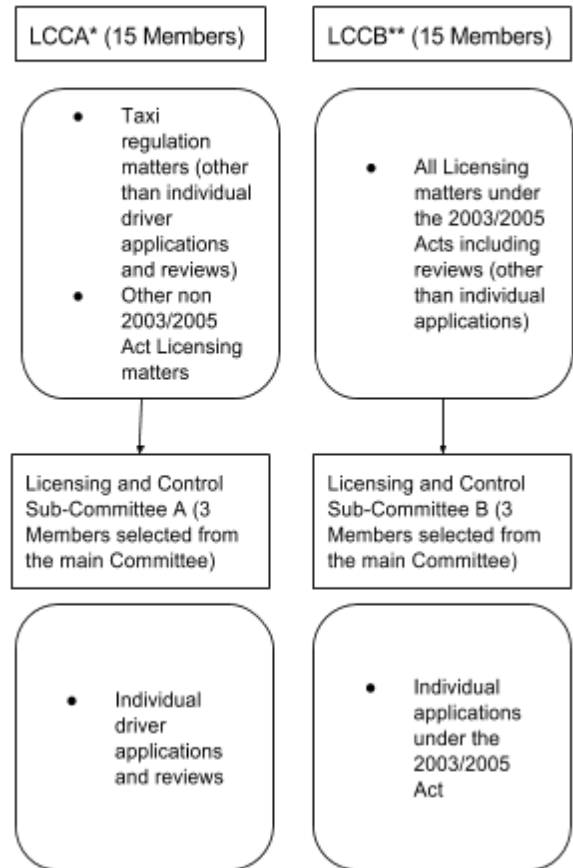 LCCA* (15 Members)
● Taxi
regulation
matters (other
than individual
driver
applications
and reviews)
● Other non
2003/2005
Act Licensing
matters
Licensing and Control
Sub-Committee A (3
Members selected from
the main Committee)
● Individual
driver
applications
and reviews
LCCB** (15 Members)
● All Licensing
matters under
the 2003/2005
Acts including
reviews (other
than individual
applications)
Licensing and Control
Sub-Committee B (3
Members selected from
the main Committee)
● Individual
applications
under the
2003/2005
Act